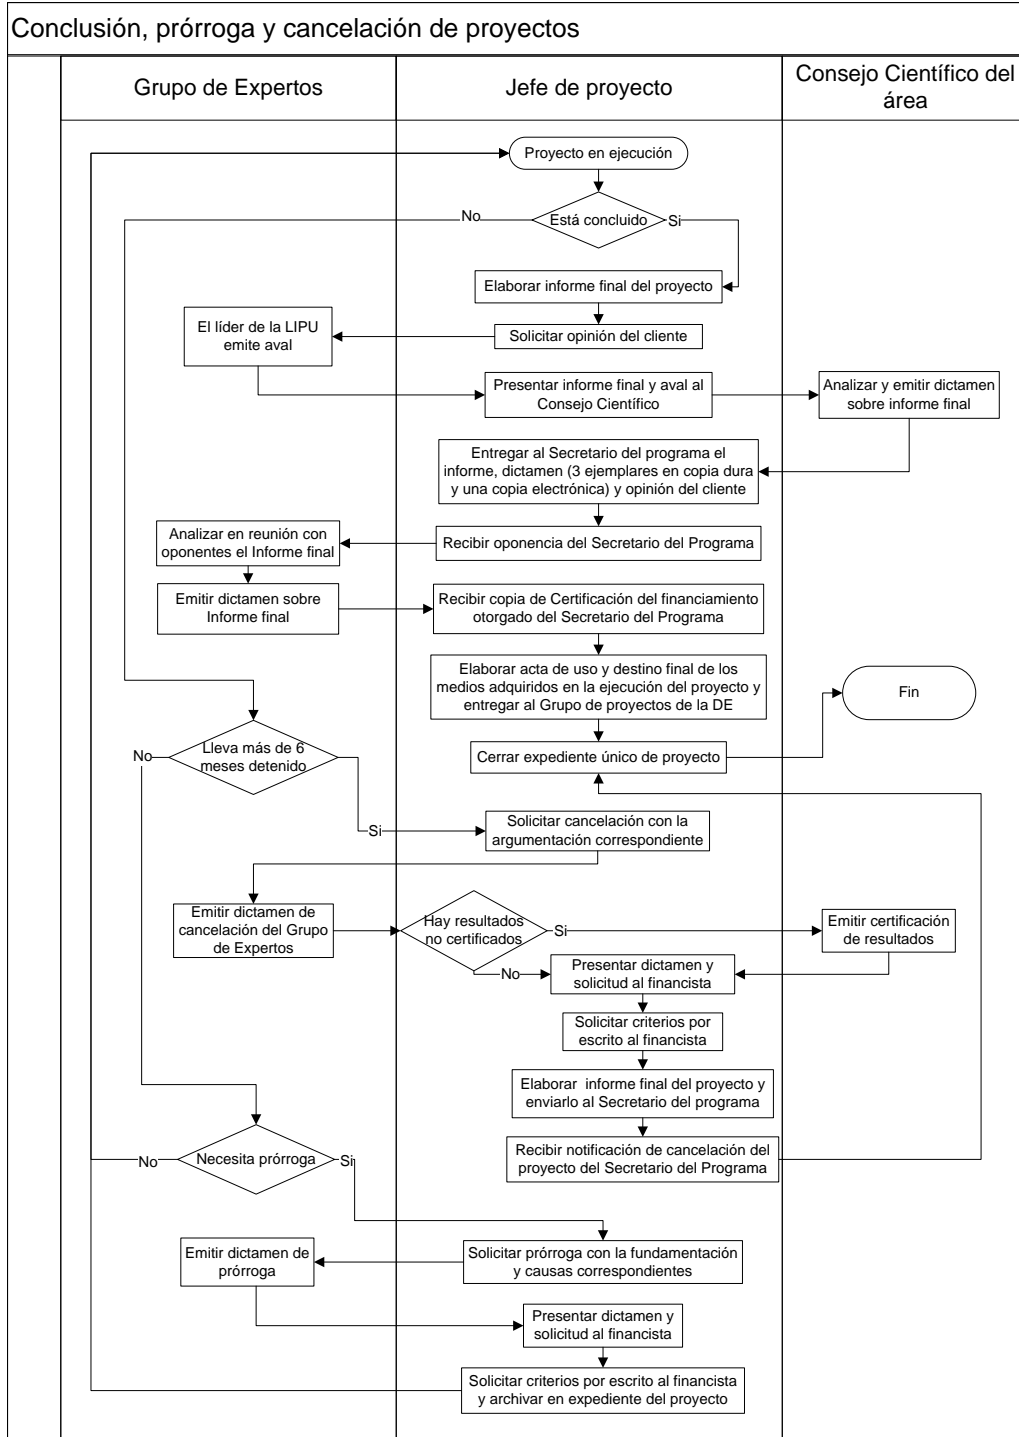 Conclusión, prórroga y cancelación de proyectos
Grupo de Expertos
Jefe de proyecto
Consejo Científico del
área
Proyecto en ejecución
Está concluido
No
Si
Elaborar informe final del proyecto
Solicitar opinión del cliente
El líder de la LIPU
emite aval
Presentar informe final y aval al
Consejo Científico
Analizar y emitir dictamen
sobre informe final
Entregar al Secretario del programa el
informe, dictamen (3 ejemplares en copia dura
y una copia electrónica) y opinión del cliente
Recibir oponencia del Secretario del Programa
Analizar en reunión con
oponentes el Informe final
Emitir dictamen sobre
Informe final
Recibir copia de Certificación del financiamiento
otorgado del Secretario del Programa
Elaborar acta de uso y destino final de los
medios adquiridos en la ejecución del proyecto y
entregar al Grupo de proyectos de la DE
Fin
Cerrar expediente único de proyecto
Lleva más de 6
meses detenido
No
Si
Solicitar cancelación con la
argumentación correspondiente
Emitir dictamen de
cancelación del Grupo
de Expertos
Hay resultados
no certificados
Si
No
Emitir certificación
de resultados
Presentar dictamen y
solicitud al financista
Solicitar criterios por
escrito al financista
Elaborar  informe final del proyecto y
enviarlo al Secretario del programa
Recibir notificación de cancelación del
proyecto del Secretario del Programa
Necesita prórroga
No
Si
Solicitar prórroga con la fundamentación
y causas correspondientes
Emitir dictamen de
prórroga
Presentar dictamen y
solicitud al financista
Solicitar criterios por escrito al financista
y archivar en expediente del proyecto